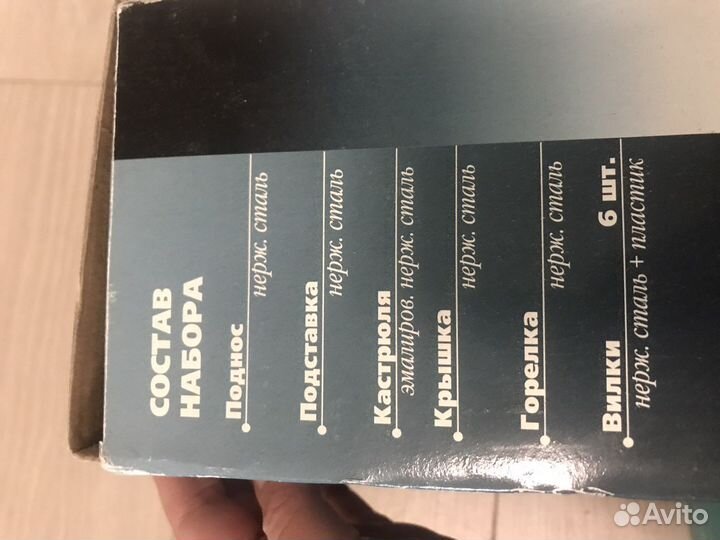 СОСТАВ
НАБОРА
Поднос
нерж. сталь
Подставка
нерж. сталь
Кастрюля
эмалиров. нерж. сталь
Крышка
нерж. сталь
Горелка
нерж. сталь
Вилки 6 шт.
нерж. сталь + пластик
Avito